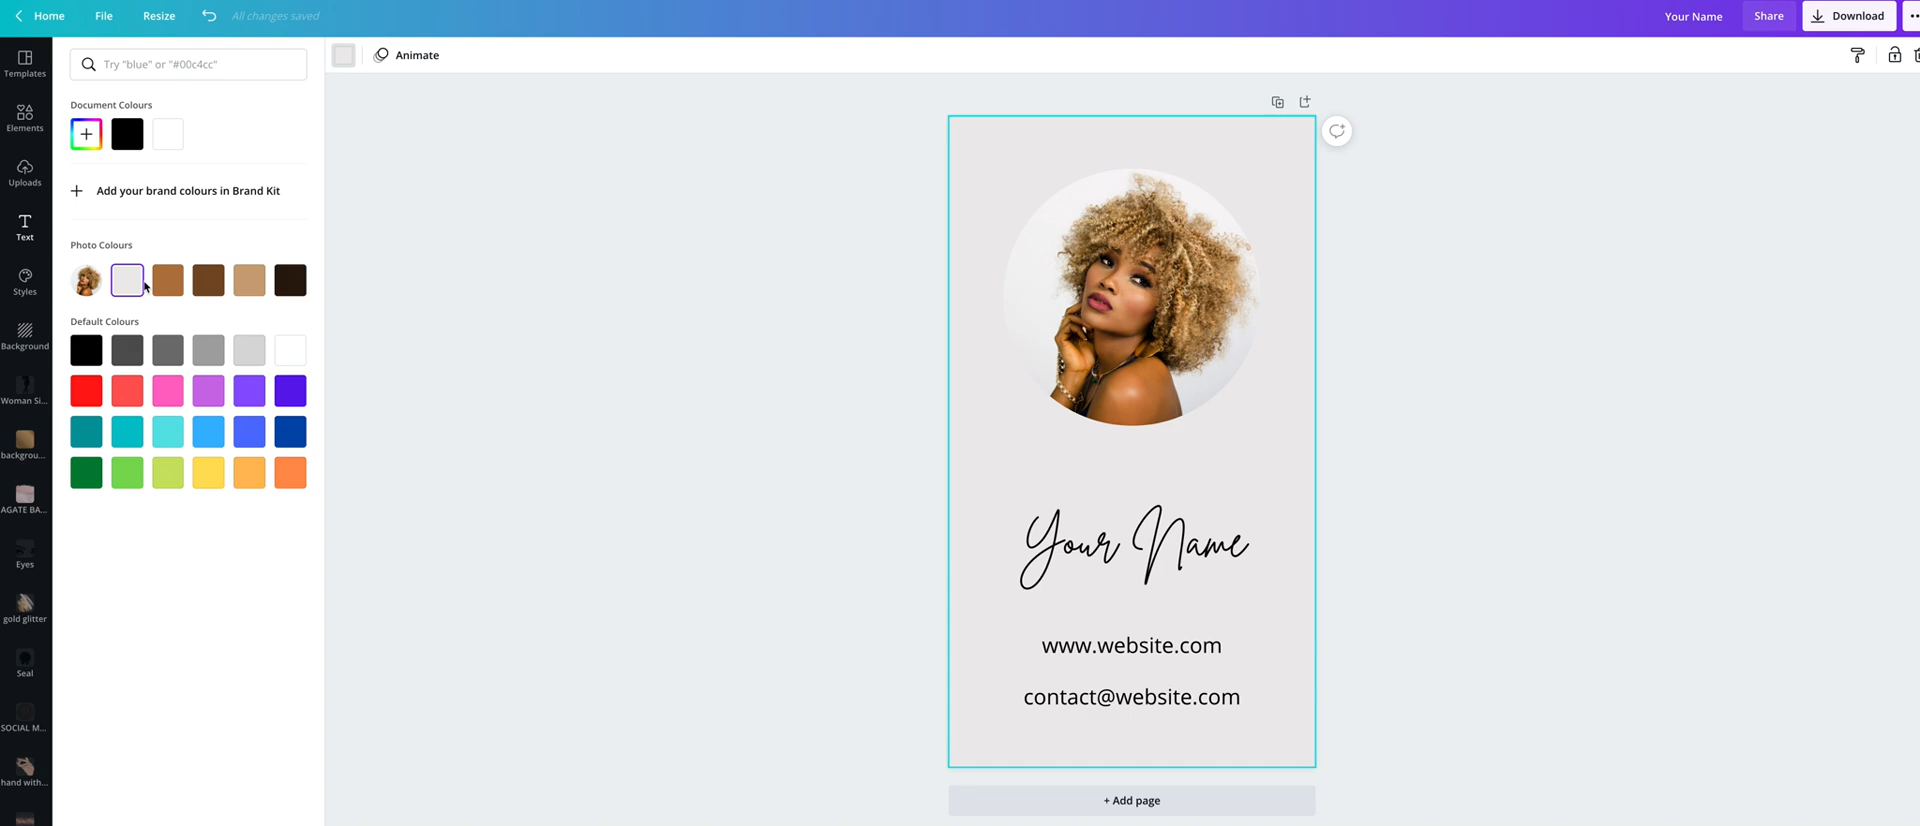 Home File Resize All changes saved Your Name Share Download
Try "blue" or "#00c4cc"
Animate
Templates
Elements
Uploads
Text
Styles
Background
Woman Si...
backgrou...
AGATE BA...
Eyes
gold glitter
Seal
SOCIAL M...
hand with...
Document Colours
+ Add your brand colours in Brand Kit
Photo Colours
Default Colours
Your Name
www.website.com
contact@website.com
+ Add page